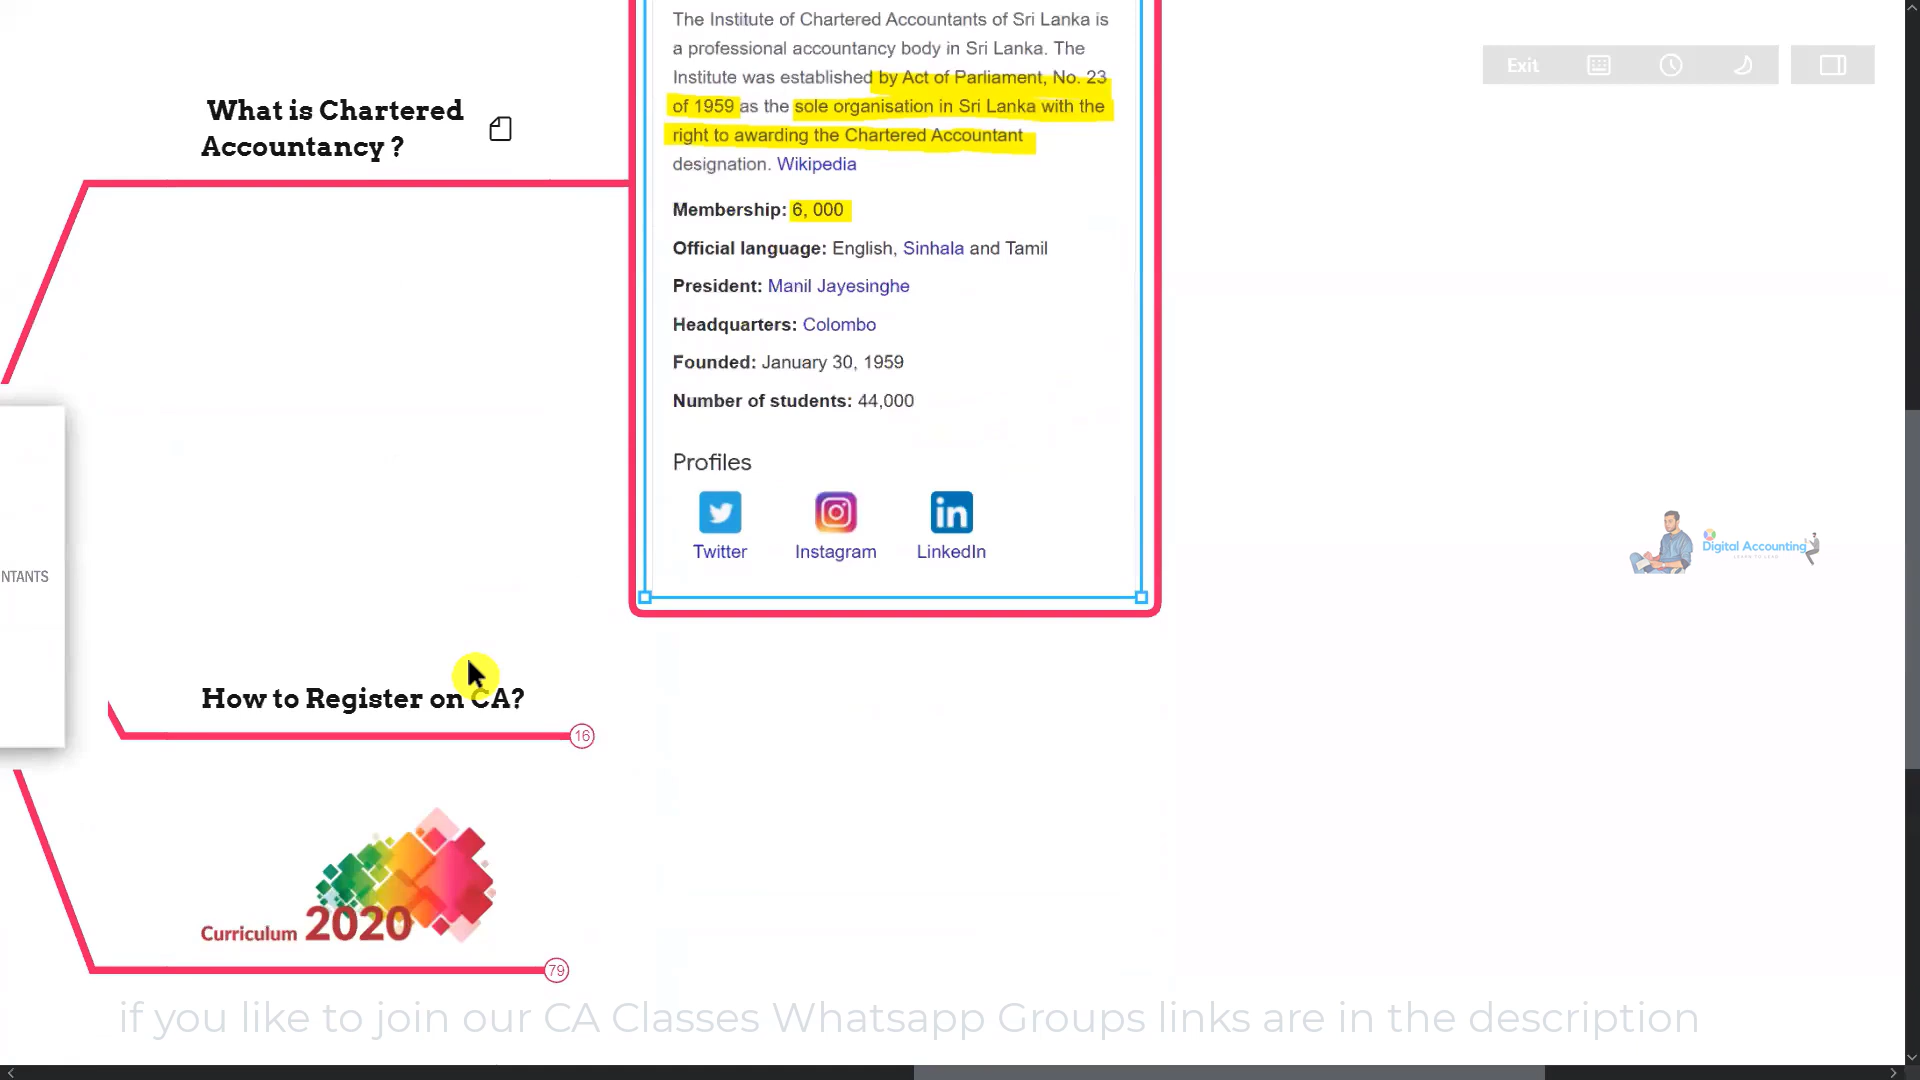 The Institute of Chartered Accountants of Sri Lanka is
a professional accountancy body in Sri Lanka. The
Institute was established by Act of Parliament, No. 23
of 1959 as the sole organisation in Sri Lanka with the
right to awarding the Chartered Accountant
designation. Wikipedia
Membership: 6, 000
Official language: English, Sinhala and Tamil
President: Manil Jayesinghe
Headquarters: Colombo
Founded: January 30, 1959
Number of students: 44,000
Profiles
Twitter Instagram LinkedIn
Exit
What is Chartered
Accountancy ?
NTANTS
Digital Accounting
LEARN TO LEAD
How to Register on CA?
16
Curriculum 2020
79
if you like to join our CA Classes Whatsapp Groups links are in the description